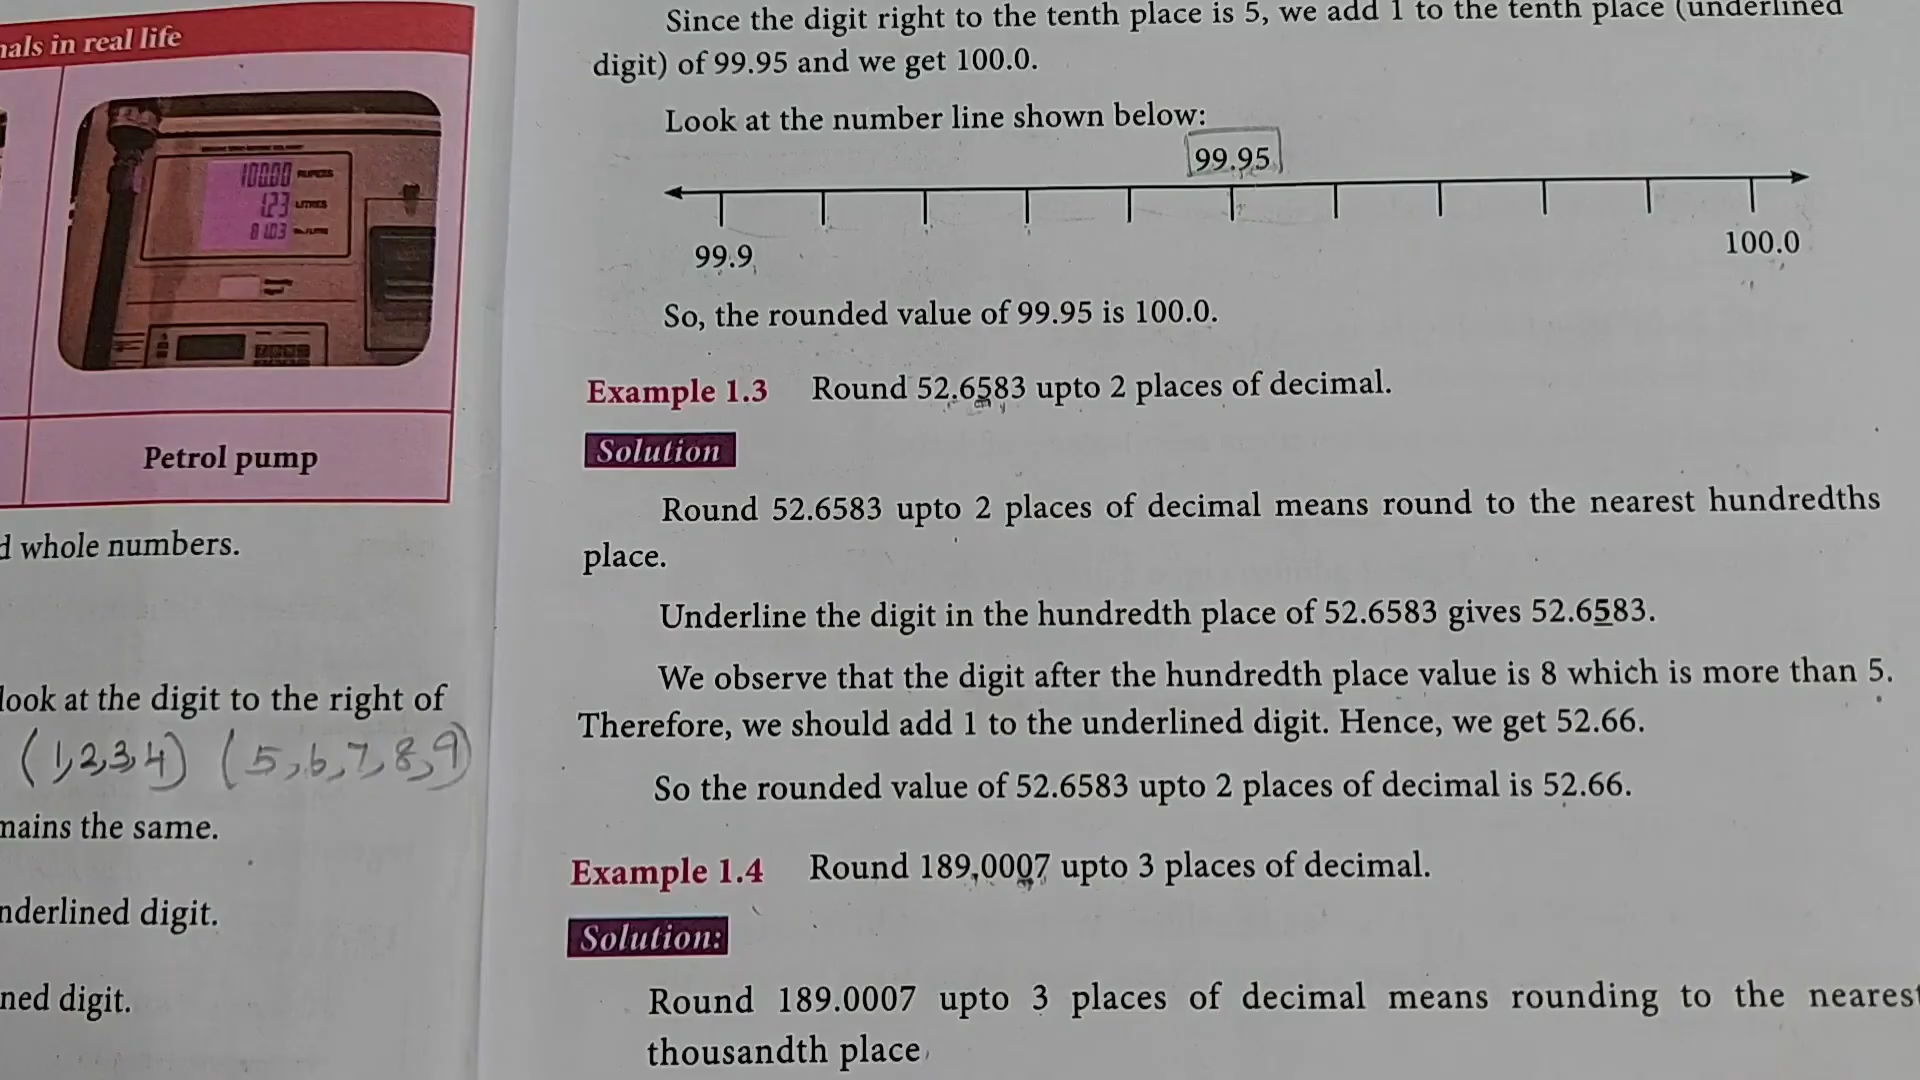 nals in real life
10000 RUPEES
1.23 LITRES
81.03
Petrol pump
d whole numbers.
look at the digit to the right of
(1,2,3,4) (5,6,7,8,9)
mains the same.
nderlined digit.
ned digit.
Since the digit right to the tenth place is 5, we add 1 to the tenth place (underlined
digit) of 99.95 and we get 100.0.
Look at the number line shown below:
99.95
99.9
100.0
So, the rounded value of 99.95 is 100.0.
Example 1.3 Round 52.6583 upto 2 places of decimal.
Solution
Round 52.6583 upto 2 places of decimal means round to the nearest hundredths
place.
Underline the digit in the hundredth place of 52.6583 gives 52.6583.
We observe that the digit after the hundredth place value is 8 which is more than 5.
Therefore, we should add 1 to the underlined digit. Hence, we get 52.66.
So the rounded value of 52.6583 upto 2 places of decimal is 52.66.
Example 1.4 Round 189.0007 upto 3 places of decimal.
Solution:
Round 189.0007 upto 3 places of decimal means rounding to the nearest
thousandth place